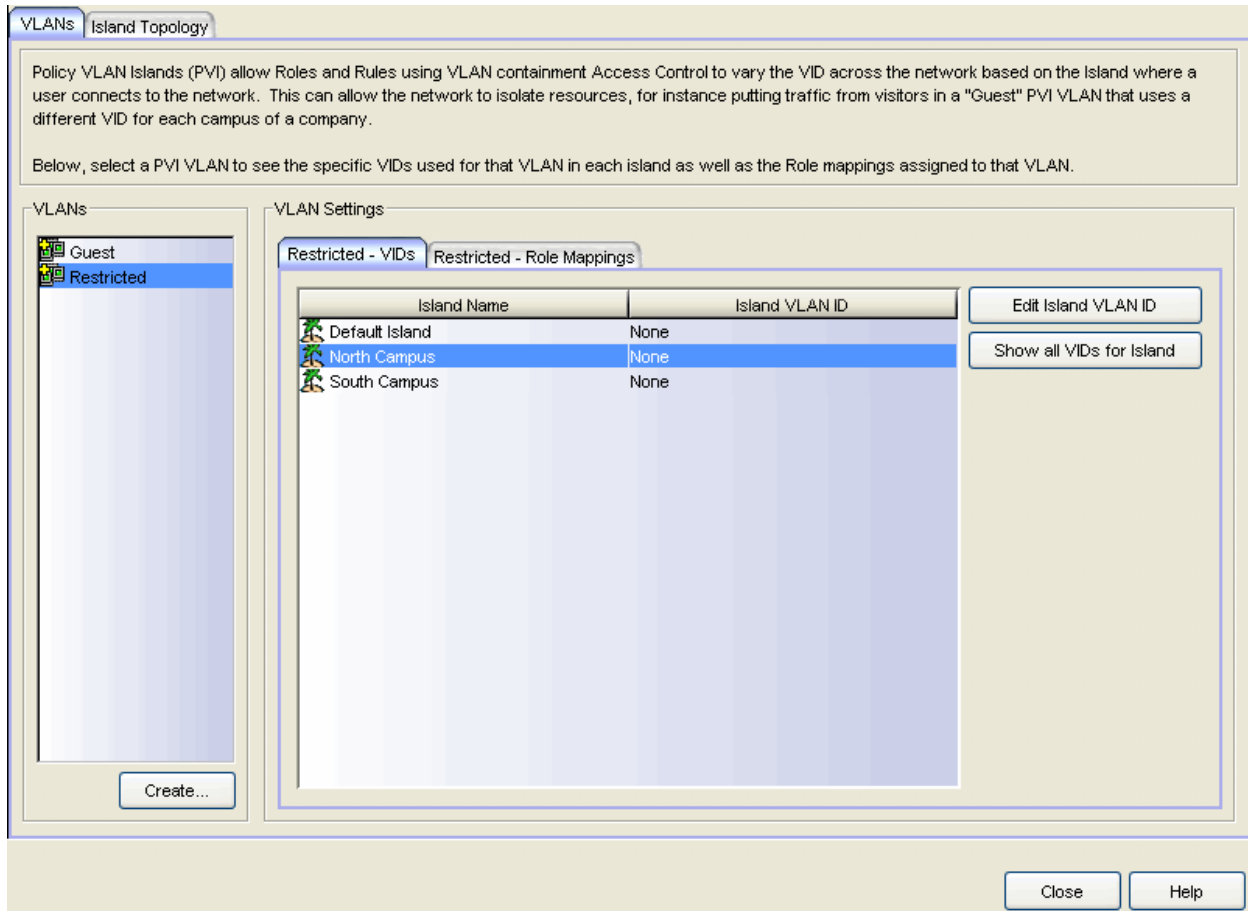 VLANs
Island Topology
Policy VLAN Islands (PVI) allow Roles and Rules using VLAN containment Access Control to vary the VID across the network based on the Island where a
user connects to the network. This can allow the network to isolate resources, for instance putting traffic from visitors in a "Guest" PVI VLAN that uses a
different VID for each campus of a company.
Below, select a PVI VLAN to see the specific VIDs used for that VLAN in each island as well as the Role mappings assigned to that VLAN.
VLANs
Guest
Restricted
Create...
VLAN Settings
Restricted - VIDs
Restricted - Role Mappings
Island Name Island VLAN ID
Default Island None
North Campus None
South Campus None
Edit Island VLAN ID
Show all VIDs for Island
Close
Help